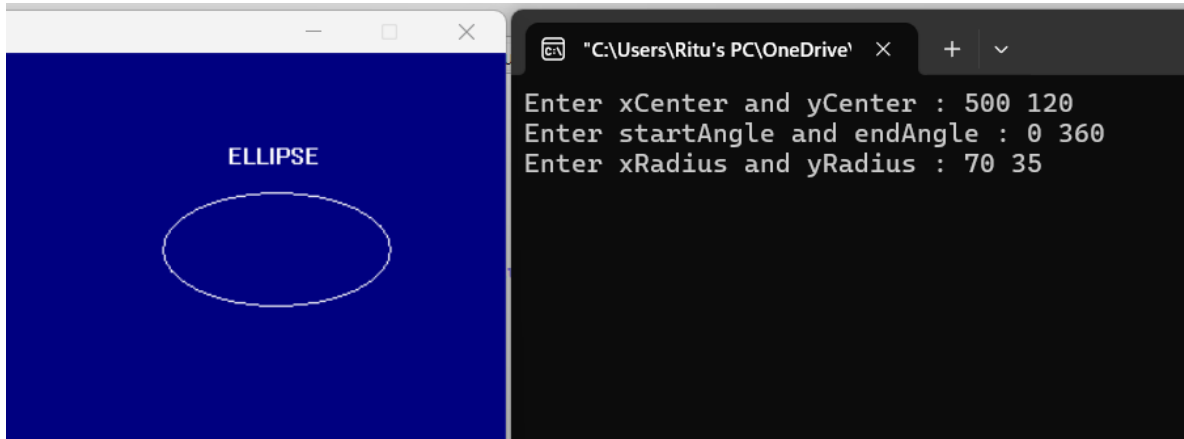 ELLIPSE
"C:\Users\Ritu's PC\OneDrive\
Enter xCenter and yCenter : 500 120
Enter startAngle and endAngle : 0 360
Enter xRadius and yRadius : 70 35